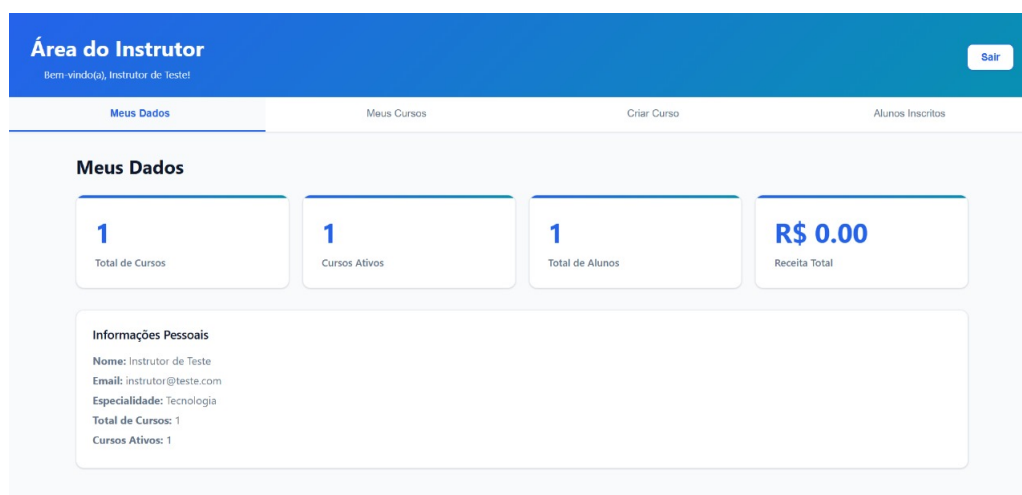 Área do Instrutor
Bem-vindo(a), Instrutor de Teste!
Sair
Meus Dados
Meus Cursos
Criar Curso
Alunos Inscritos
Meus Dados
1
Total de Cursos
1
Cursos Ativos
1
Total de Alunos
R$ 0.00
Receita Total
Informações Pessoais
Nome: Instrutor de Teste
Email: instrutor@teste.com
Especialidade: Tecnologia
Total de Cursos: 1
Cursos Ativos: 1